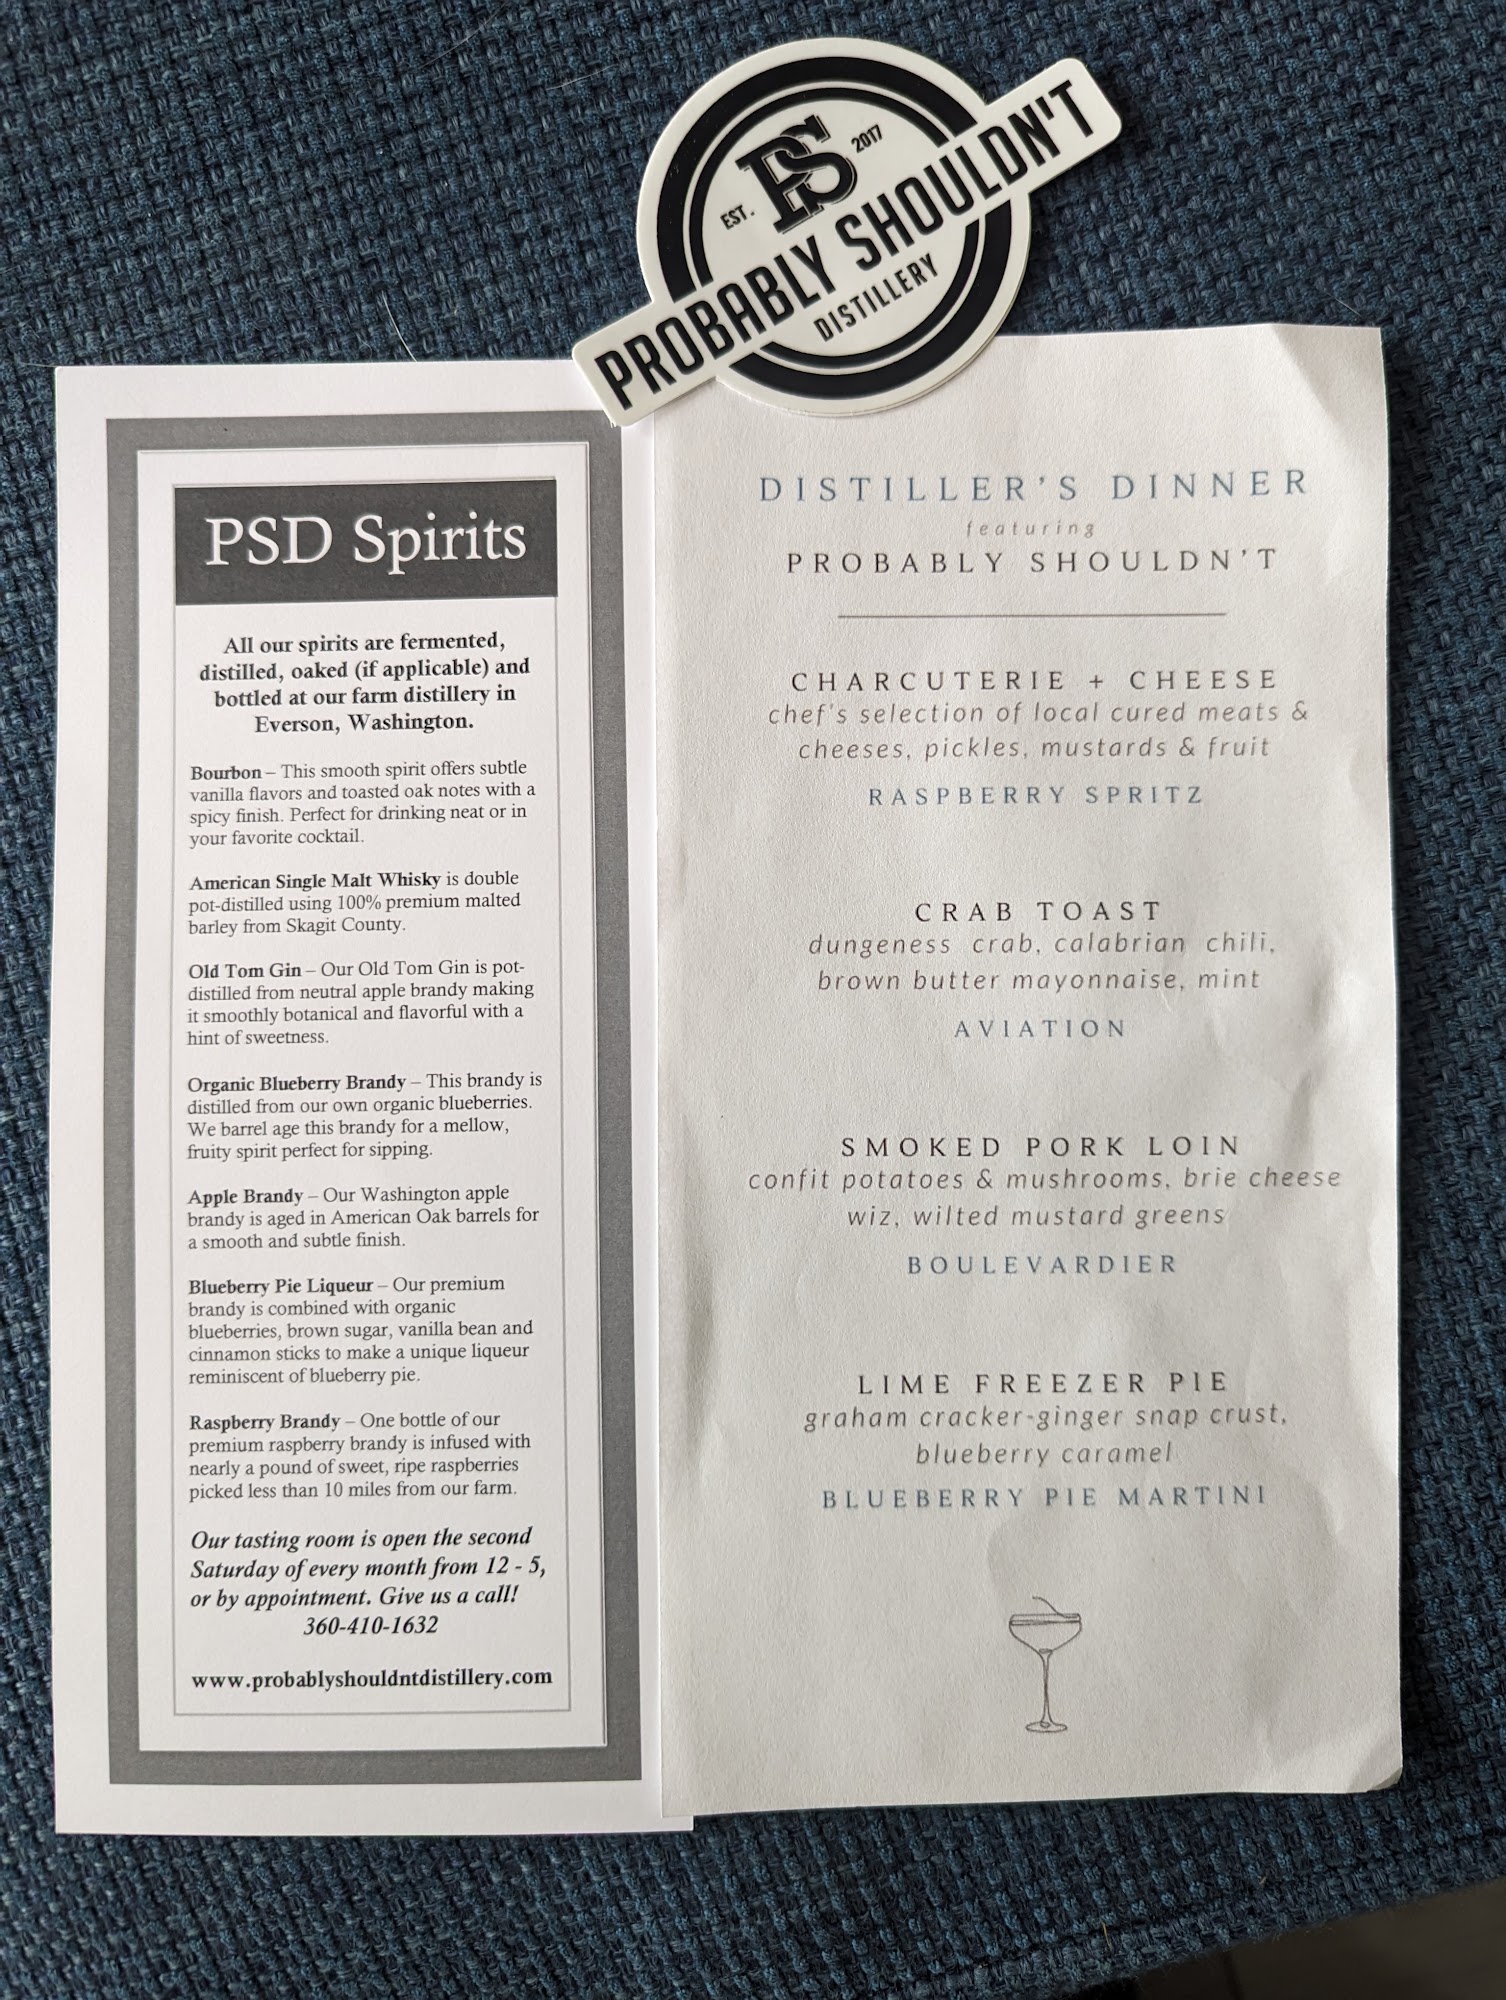 EST. PS 2017
PROBABLY SHOULDN'T
DISTILLERY
PSD Spirits
All our spirits are fermented,
distilled, oaked (if applicable) and
bottled at our farm distillery in
Everson, Washington.
Bourbon – This smooth spirit offers subtle
vanilla flavors and toasted oak notes with a
spicy finish. Perfect for drinking neat or in
your favorite cocktail.
American Single Malt Whisky is double
pot-distilled using 100% premium malted
barley from Skagit County.
Old Tom Gin – Our Old Tom Gin is pot-
distilled from neutral apple brandy making
it smoothly botanical and flavorful with a
hint of sweetness.
Organic Blueberry Brandy – This brandy is
distilled from our own organic blueberries.
We barrel age this brandy for a mellow,
fruity spirit perfect for sipping.
Apple Brandy – Our Washington apple
brandy is aged in American Oak barrels for
a smooth and subtle finish.
Blueberry Pie Liqueur – Our premium
brandy is combined with organic
blueberries, brown sugar, vanilla bean and
cinnamon sticks to make a unique liqueur
reminiscent of blueberry pie.
Raspberry Brandy – One bottle of our
premium raspberry brandy is infused with
nearly a pound of sweet, ripe raspberries
picked less than 10 miles from our farm.
Our tasting room is open the second
Saturday of every month from 12 - 5,
or by appointment. Give us a call!
360-410-1632
www.probablyshouldntdistillery.com
DISTILLER'S DINNER
featuring
PROBABLY SHOULDN'T
CHARCUTERIE + CHEESE
chef's selection of local cured meats &
cheeses, pickles, mustards & fruit
RASPBERRY SPRITZ
CRAB TOAST
dungeness crab, calabrian chili,
brown butter mayonnaise, mint
AVIATION
SMOKED PORK LOIN
confit potatoes & mushrooms, brie cheese
wiz, wilted mustard greens
BOULEVARDIER
LIME FREEZER PIE
graham cracker-ginger snap crust,
blueberry caramel
BLUEBERRY PIE MARTINI